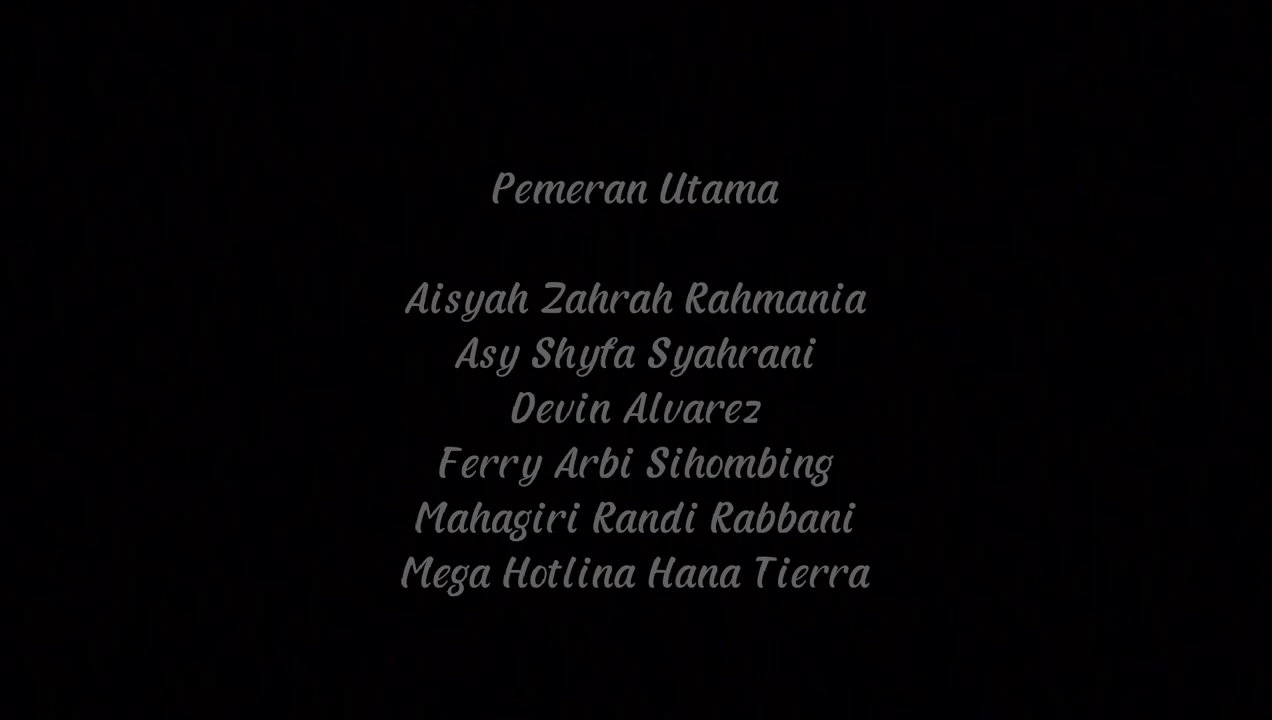 Pemeran Utama
Aisyah Zahrah Rahmania
Asy Shyfa Syahrani
Devin Alvarez
Ferry Arbi Sihombing
Mahagiri Randi Rabbani
Mega Hotlina Hana Tierra